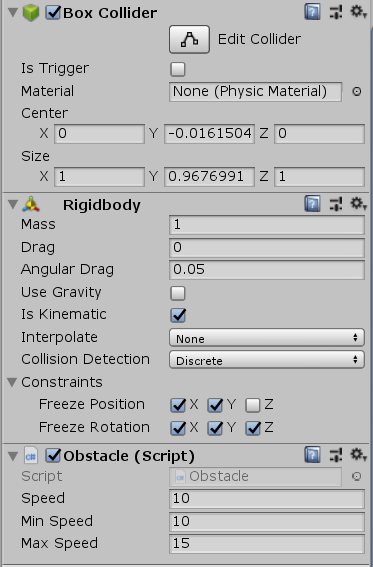 Box Collider
Edit Collider
Is Trigger
Material None (Physic Material)
Center
X 0 Y -0.0161504 Z 0
Size
X 1 Y 0.9676991 Z 1
Rigidbody
Mass 1
Drag 0
Angular Drag 0.05
Use Gravity
Is Kinematic
Interpolate None
Collision Detection Discrete
Constraints
Freeze Position X Y Z
Freeze Rotation X Y Z
c# Obstacle (Script)
Script Obstacle
Speed 10
Min Speed 10
Max Speed 15